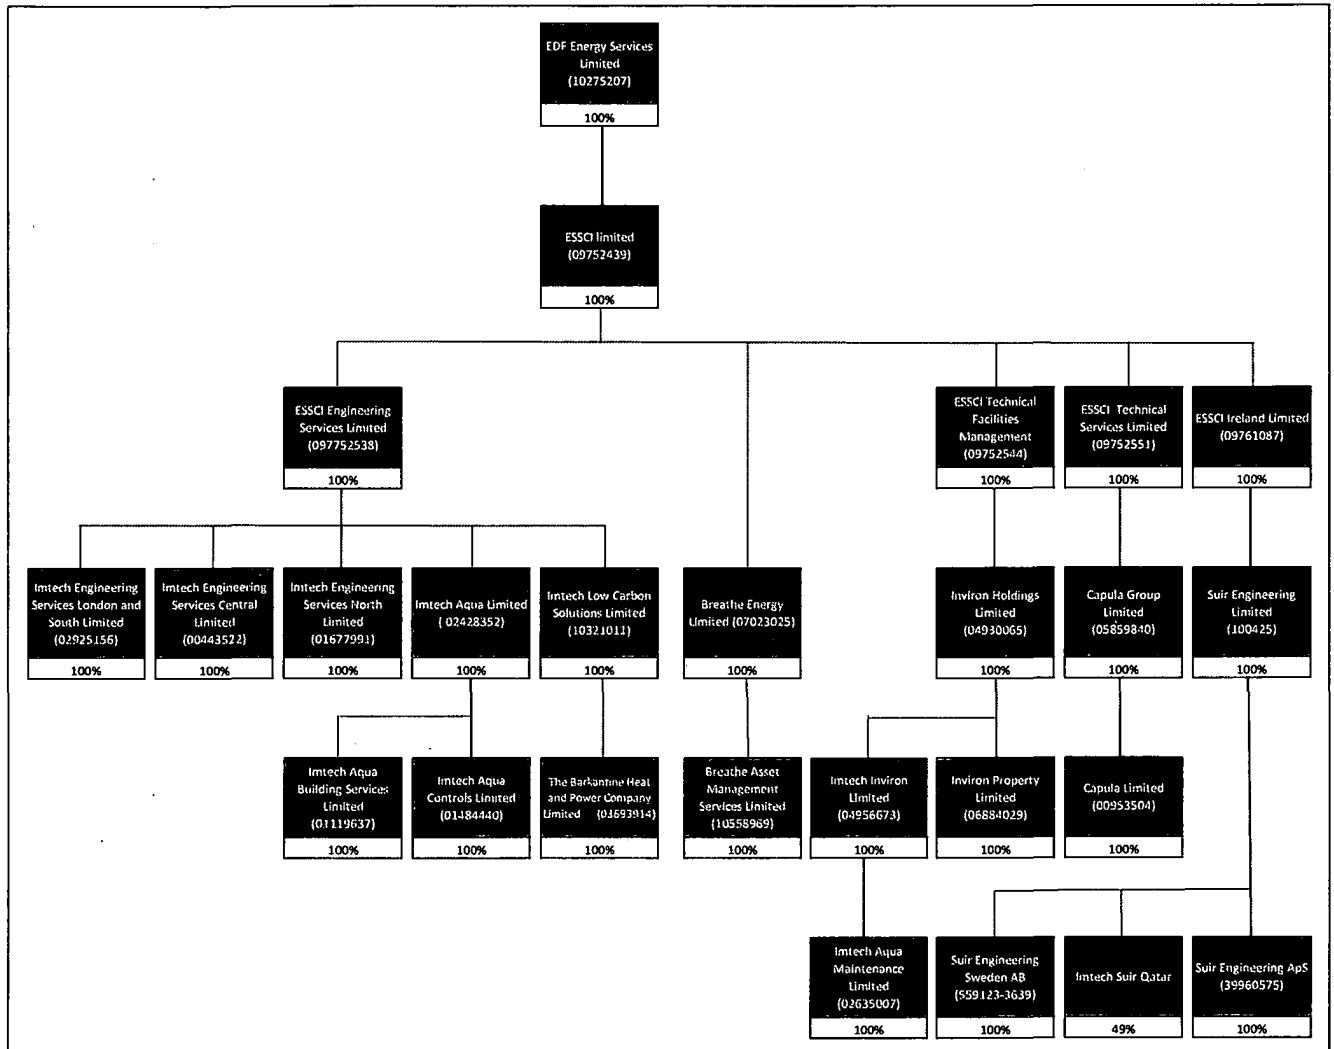 EDF Energy Services
Limited
(10275207)
100%
ESSCI limited
(09752439)
100%
ESSCI Engineering
Services Limited
(097752538)
100%
ESSCI Technical
Facilities
Management
(09752544)
100%
ESSCI Technical
Services Limited
(09752551)
100%
ESSCI Ireland Limited
(09761087)
100%
Imtech Engineering
Services London and
South Limited
(02925156)
100%
Imtech Engineering
Services Central
Limited
(00443522)
100%
Imtech Engineering
Services North
Limited
(01677991)
100%
Imtech Aqua Limited
( 02428352)
100%
Imtech Low Carbon
Solutions Limited
(10321011)
100%
Breathe Energy
Limited (07023025)
100%
Inviron Holdings
Limited
(04930065)
100%
Capula Group
Limited
(05859840)
100%
Suir Engineering
Limited
(100425)
100%
Imtech Aqua
Building Services
Limited
(01119637)
100%
Imtech Aqua
Controls Limited
(01484440)
100%
The Barkantine Heat
and Power Company
Limited (03693914)
100%
Breathe Asset
Management
Services Limited
(10558969)
100%
Imtech Inviron
Limited
(04956673)
100%
Inviron Property
Limited
(06884029)
100%
Capula Limited
(00953504)
100%
Imtech Aqua
Maintenance
Limited
(02635007)
100%
Suir Engineering
Sweden AB
(559123-3639)
100%
Imtech Suir Qatar
49%
Suir Engineering ApS
(39960575)
100%